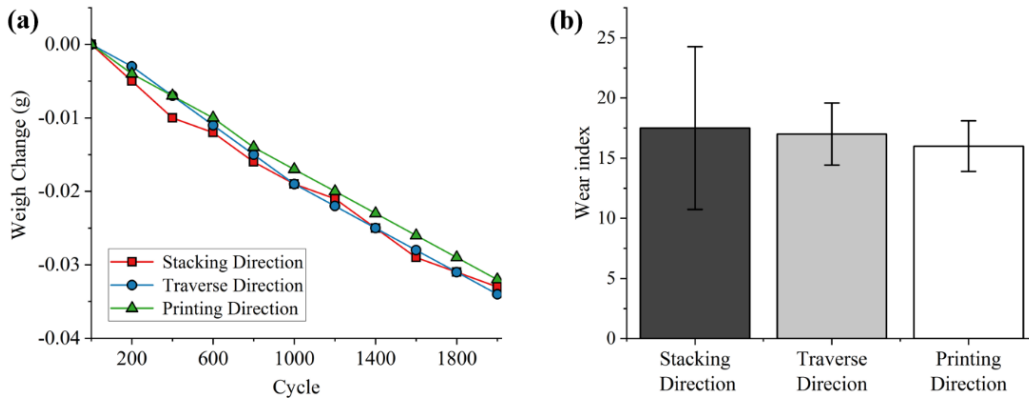 (a)
0.00
-0.01
-0.02
-0.03
-0.04
Weigh Change (g)
Stacking Direction
Traverse Direction
Printing Direction
200 600 1000 1400 1800
Cycle
(b)
25
20
15
10
5
0
Wear index
Stacking
Direction
Traverse
Direcion
Printing
Direction